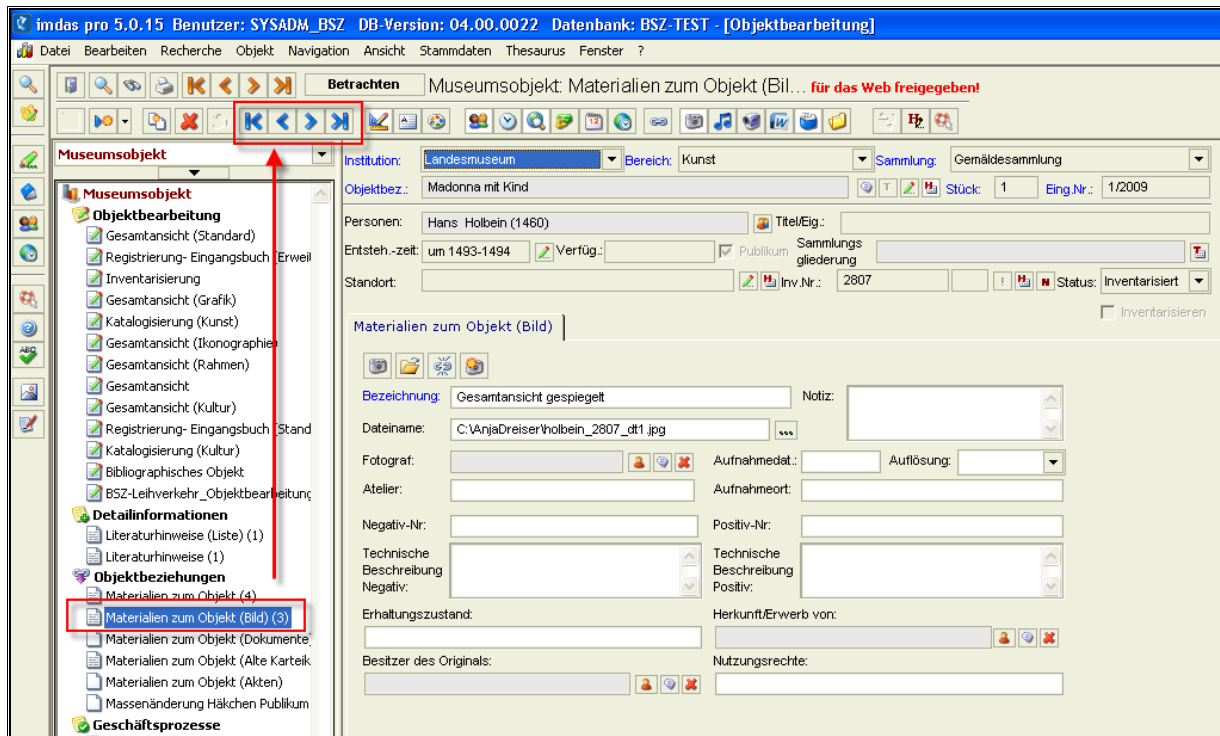 imdas pro 5.0.15 Benutzer: SYSADM_BSZ DB-Version: 04.00.0022 Datenbank: BSZ-TEST - [Objektbearbeitung]
Datei Bearbeiten Recherche Objekt Navigation Ansicht Stammdaten Thesaurus Fenster ?
Betrachten Museumsobjekt: Materialien zum Objekt (Bil... für das Web freigegeben!
Museumsobjekt
Museumsobjekt
Objektbearbeitung
Gesamtansicht (Standard)
Registrierung- Eingangsbuch (Erweit
Inventarisierung
Gesamtansicht (Grafik)
Katalogisierung (Kunst)
Gesamtansicht (Ikonographie)
Gesamtansicht (Rahmen)
Gesamtansicht
Gesamtansicht (Kultur)
Registrierung- Eingangsbuch (Stand
Katalogisierung (Kultur)
Bibliographisches Objekt
BSZ-Leihverkehr_Objektbearbeitung
Detailinformationen
Literaturhinweise (Liste) (1)
Literaturhinweise (1)
Objektbeziehungen
Materialien zum Objekt (4)
Materialien zum Objekt (Bild) (3)
Materialien zum Objekt (Dokumente)
Materialien zum Objekt (Alte Karteik
Materialien zum Objekt (Akten)
Massenänderung Häkchen Publikum
Geschäftsprozesse
Institution: Landesmuseum Bereich: Kunst Sammlung: Gemäldesammlung
Objektbez.: Madonna mit Kind T Stück: 1 Eing.Nr.: 1/2009
Personen: Hans Holbein (1460) Titel/Eig.:
Entsteh.-zeit: um 1493-1494 Verfüg.: Publikum Sammlungs
gliederung
Standort: Inv.Nr.: 2807 ! N Status: Inventarisiert
Inventarisieren
Materialien zum Objekt (Bild)
Bezeichnung: Gesamtansicht gespiegelt Notiz:
Dateiname: C:\AnjaDreiser\holbein_2807_dt1.jpg ...
Fotograf: Aufnahmedat.: Auflösung:
Atelier: Aufnahmeort:
Negativ-Nr: Positiv-Nr:
Technische Technische
Beschreibung Beschreibung
Negativ: Positiv:
Erhaltungszustand: Herkunft/Erwerb von:
Besitzer des Originals: Nutzungsrechte: